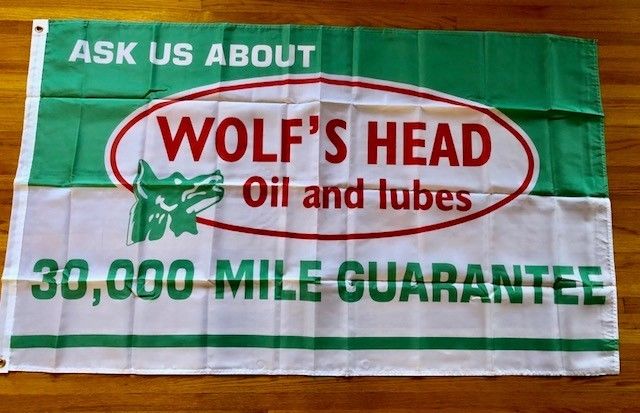 ASK US ABOUT
WOLF'S HEAD
Oil and lubes
30,000 MILE GUARANTEE